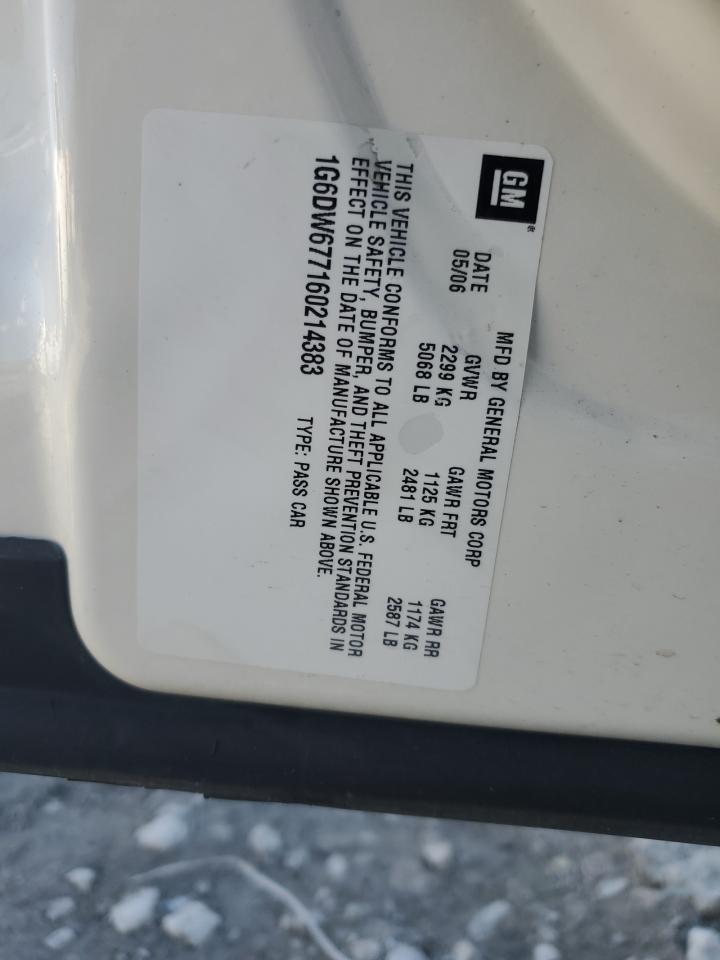 GM®
MFD BY GENERAL MOTORS CORP
DATE GVWR GAWR FRT GAWR RR
05/06 2299 KG 1125 KG 1174 KG
5068 LB 2481 LB 2587 LB
THIS VEHICLE CONFORMS TO ALL APPLICABLE U.S. FEDERAL MOTOR
VEHICLE SAFETY, BUMPER, AND THEFT PREVENTION STANDARDS IN
EFFECT ON THE DATE OF MANUFACTURE SHOWN ABOVE.
1G6DW677160214383 TYPE: PASS CAR